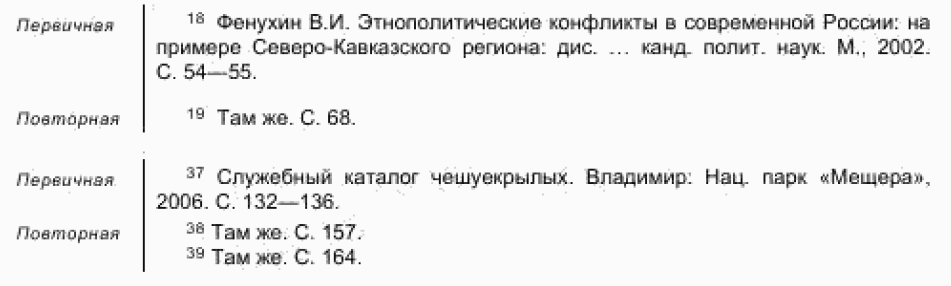 Первичная
18 Фенухин В.И. Этнополитические конфликты в современной России: на
примере Северо-Кавказского региона: дис. ... канд. полит. наук. М., 2002.
С. 54—55.
Повторная
19 Там же. С. 68.
Первичная
37 Служебный каталог чешуекрылых. Владимир: Нац. парк «Мещера»,
2006. С. 132—136.
Повторная
38 Там же. С. 157.
39 Там же. С. 164.